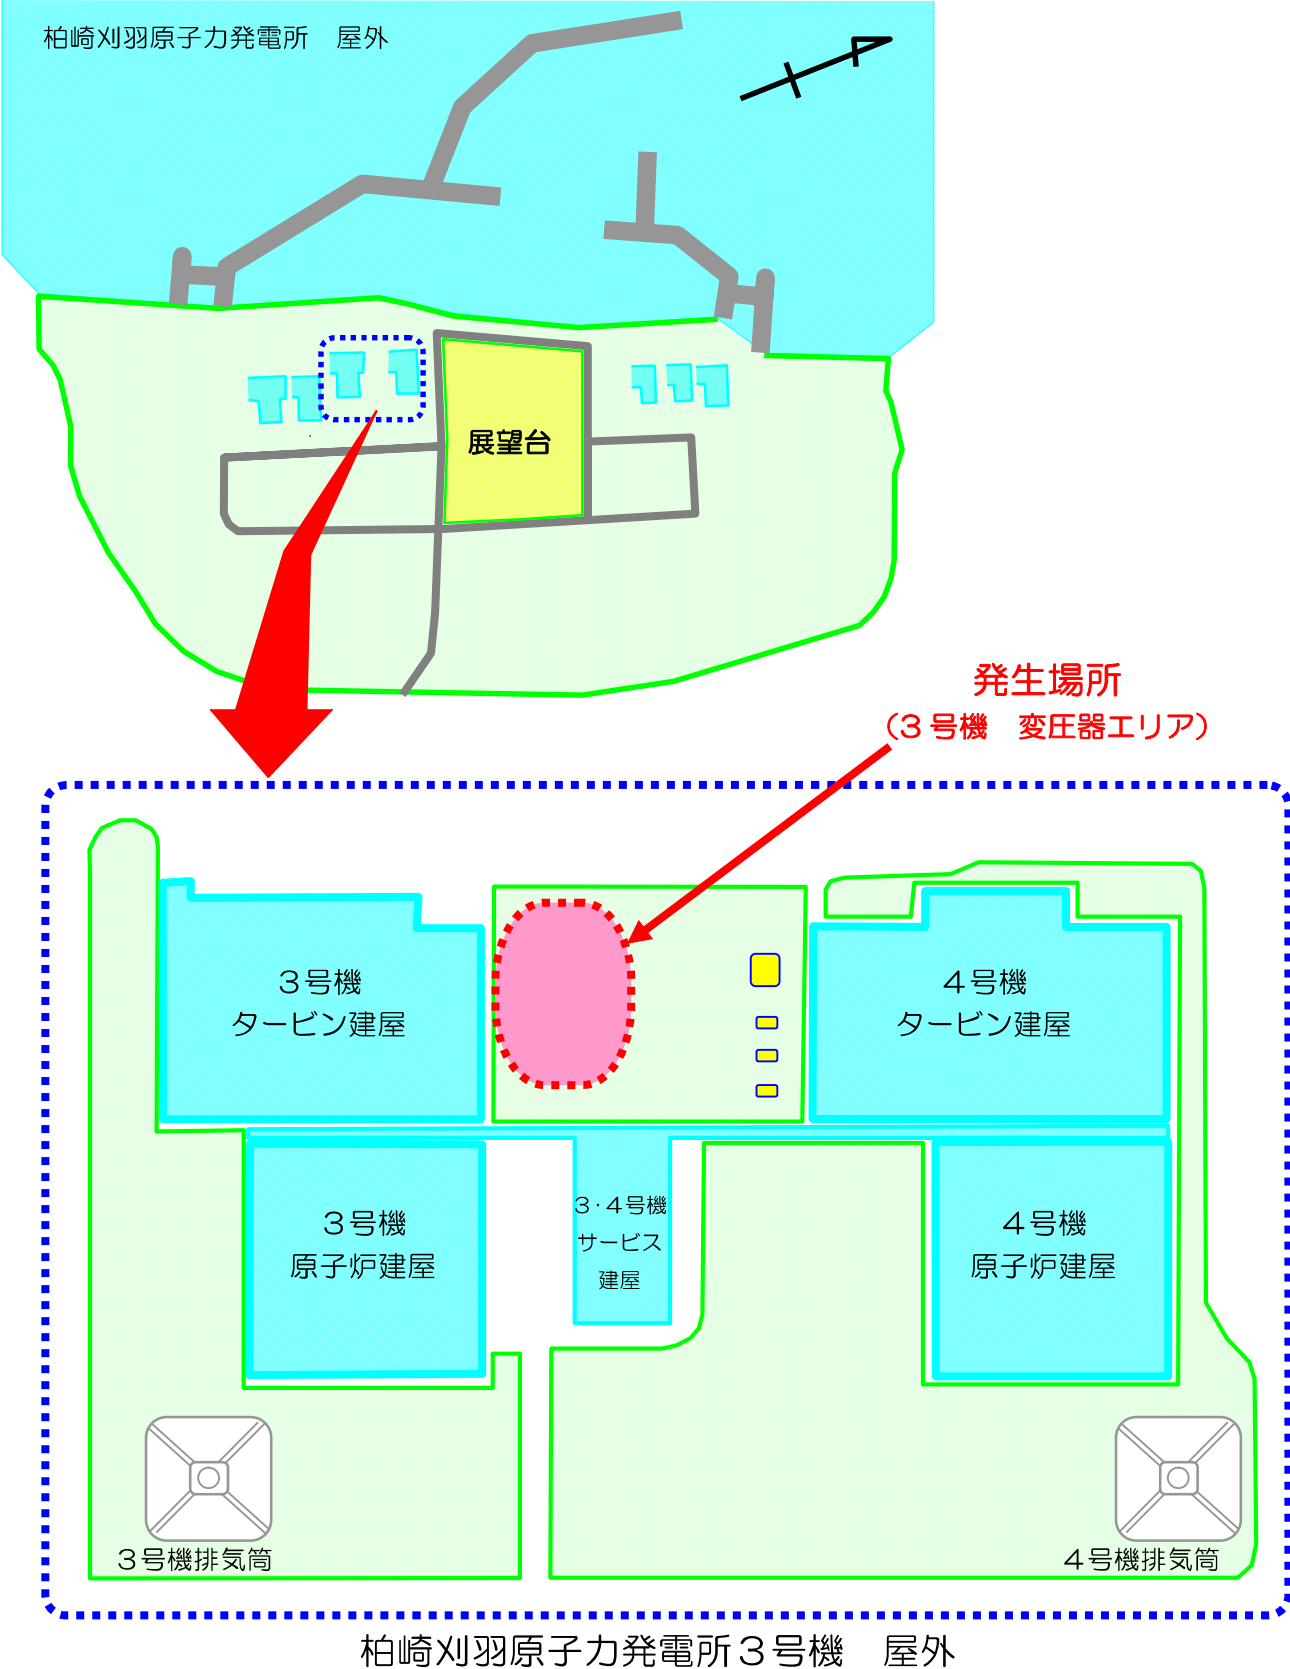 柏崎刈羽原子力発電所　屋外
展望台
発生場所
（３号機　変圧器エリア）
３号機
タービン建屋
４号機
タービン建屋
３号機
原子炉建屋
３・４号機
サービス
建屋
４号機
原子炉建屋
３号機排気筒
４号機排気筒
柏崎刈羽原子力発電所３号機　屋外